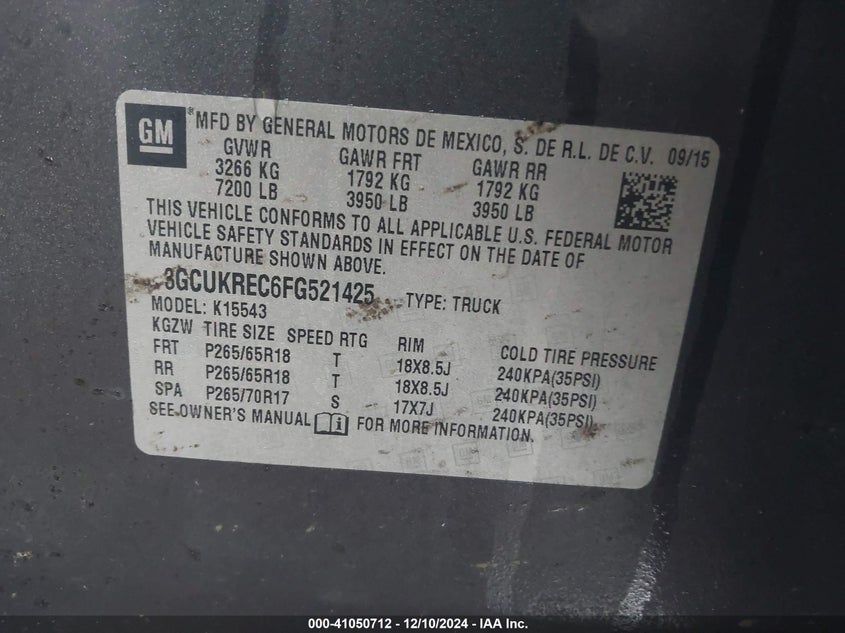 GM
® MFD BY GENERAL MOTORS DE MEXICO, S. DE R.L. DE C.V. 09/15
GVWR GAWR FRT GAWR RR
3266 KG 1792 KG 1792 KG
7200 LB 3950 LB 3950 LB
THIS VEHICLE CONFORMS TO ALL APPLICABLE U.S. FEDERAL MOTOR
VEHICLE SAFETY STANDARDS IN EFFECT ON THE DATE OF
MANUFACTURE SHOWN ABOVE.
3GCUKREC6FG521425 TYPE: TRUCK
MODEL: K15543
KGZW TIRE SIZE SPEED RTG RIM COLD TIRE PRESSURE
FRT P265/65R18 T 18X8.5J 240KPA(35PSI)
RR P265/65R18 T 18X8.5J 240KPA(35PSI)
SPA P265/70R17 S 17X7J 240KPA(35PSI)
SEE OWNER'S MANUAL FOR MORE INFORMATION.
000-41050712 - 12/10/2024 - IAA Inc.